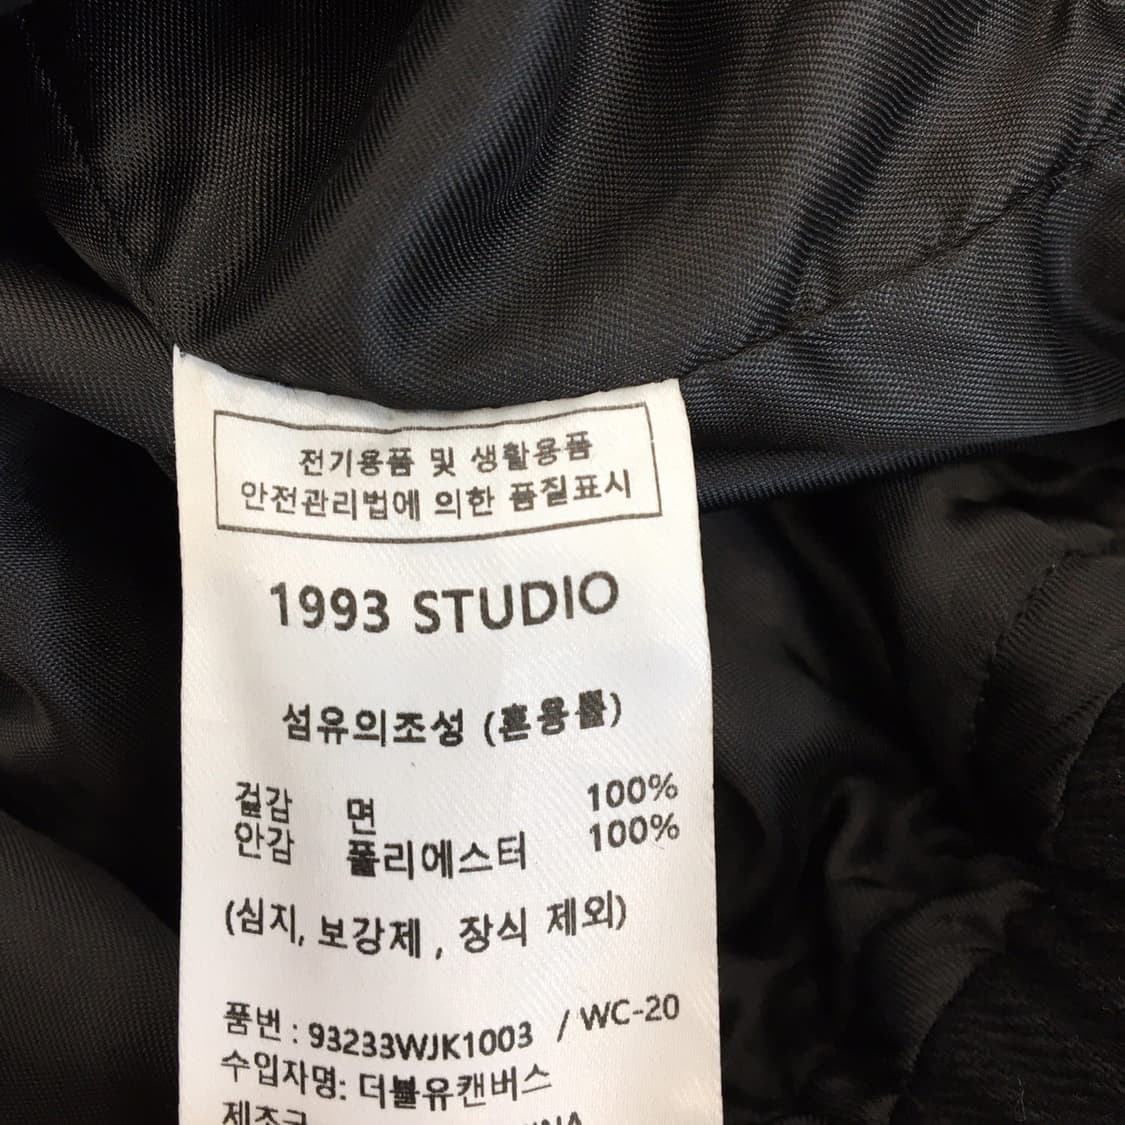 전기용품 및 생활용품
안전관리법에 의한 품질표시
1993 STUDIO
섬유의조성 (혼용률)
겉감 면 100%
안감 폴리에스터 100%
(심지, 보강제 , 장식 제외)
품번 : 93233WJK1003 / WC-20
수입자명: 더블유캔버스